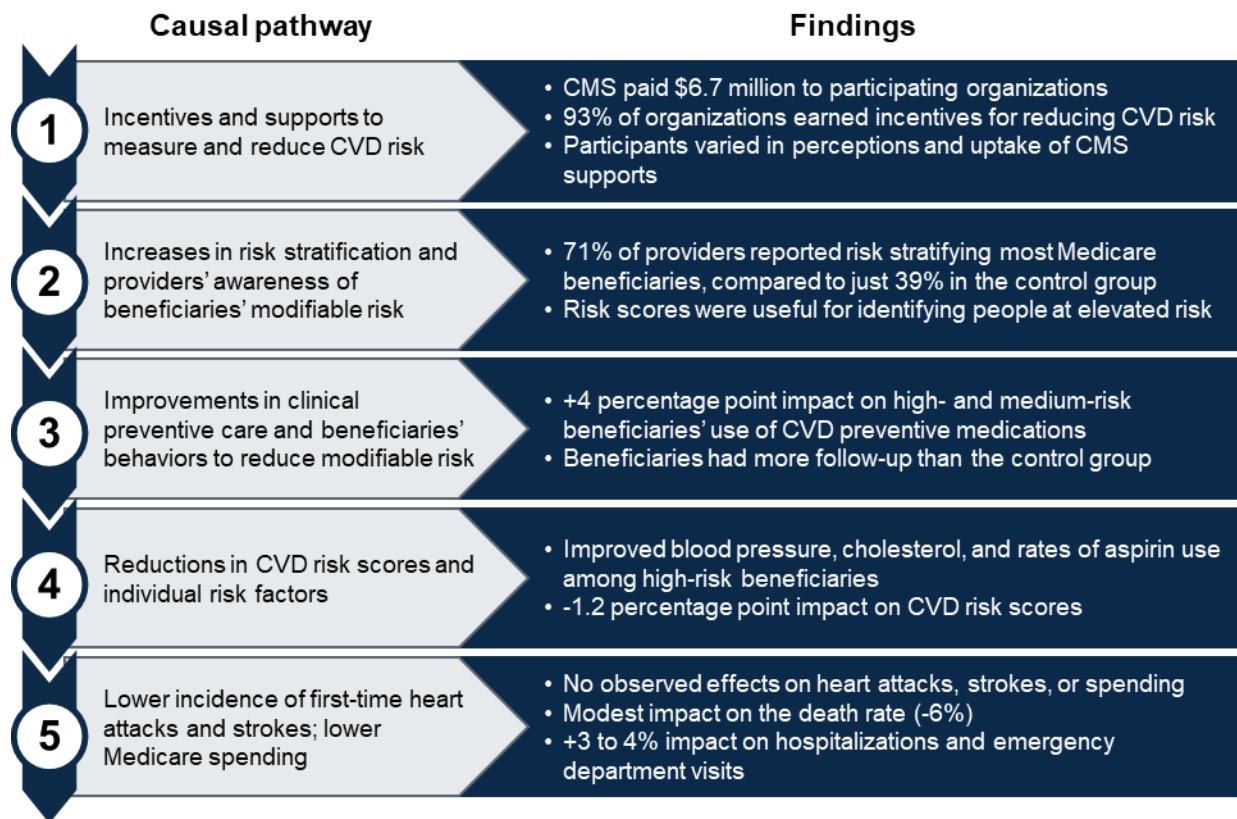 Causal pathway
Findings
1
Incentives and supports to
measure and reduce CVD risk
• CMS paid $6.7 million to participating organizations
• 93% of organizations earned incentives for reducing CVD risk
• Participants varied in perceptions and uptake of CMS
supports
2
Increases in risk stratification and
providers' awareness of
beneficiaries' modifiable risk
• 71% of providers reported risk stratifying most Medicare
beneficiaries, compared to just 39% in the control group
• Risk scores were useful for identifying people at elevated risk
3
Improvements in clinical
preventive care and beneficiaries'
behaviors to reduce modifiable risk
• +4 percentage point impact on high- and medium-risk
beneficiaries' use of CVD preventive medications
• Beneficiaries had more follow-up than the control group
4
Reductions in CVD risk scores and
individual risk factors
• Improved blood pressure, cholesterol, and rates of aspirin use
among high-risk beneficiaries
• -1.2 percentage point impact on CVD risk scores
5
Lower incidence of first-time heart
attacks and strokes; lower
Medicare spending
• No observed effects on heart attacks, strokes, or spending
• Modest impact on the death rate (-6%)
• +3 to 4% impact on hospitalizations and emergency
department visits